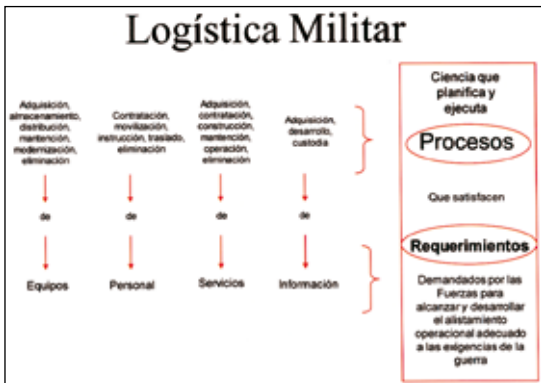 Logística Militar
Adquisición,
almacenamiento,
distribución,
mantención,
modernización,
eliminación
de
Equipos
Contratación,
movilización,
instrucción, traslado,
eliminación
de
Personal
Adquisición,
contratación,
construcción,
mantención,
operación,
eliminación
de
Servicios
Adquisición,
desarrollo,
custodia
de
Información
Ciencia que
planifica y
ejecuta
Procesos
Que satisfacen
Requerimientos
Demandados por las
Fuerzas para
alcanzar y desarrollar
el alistamiento
operacional adecuado
a las exigencias de la
guerra